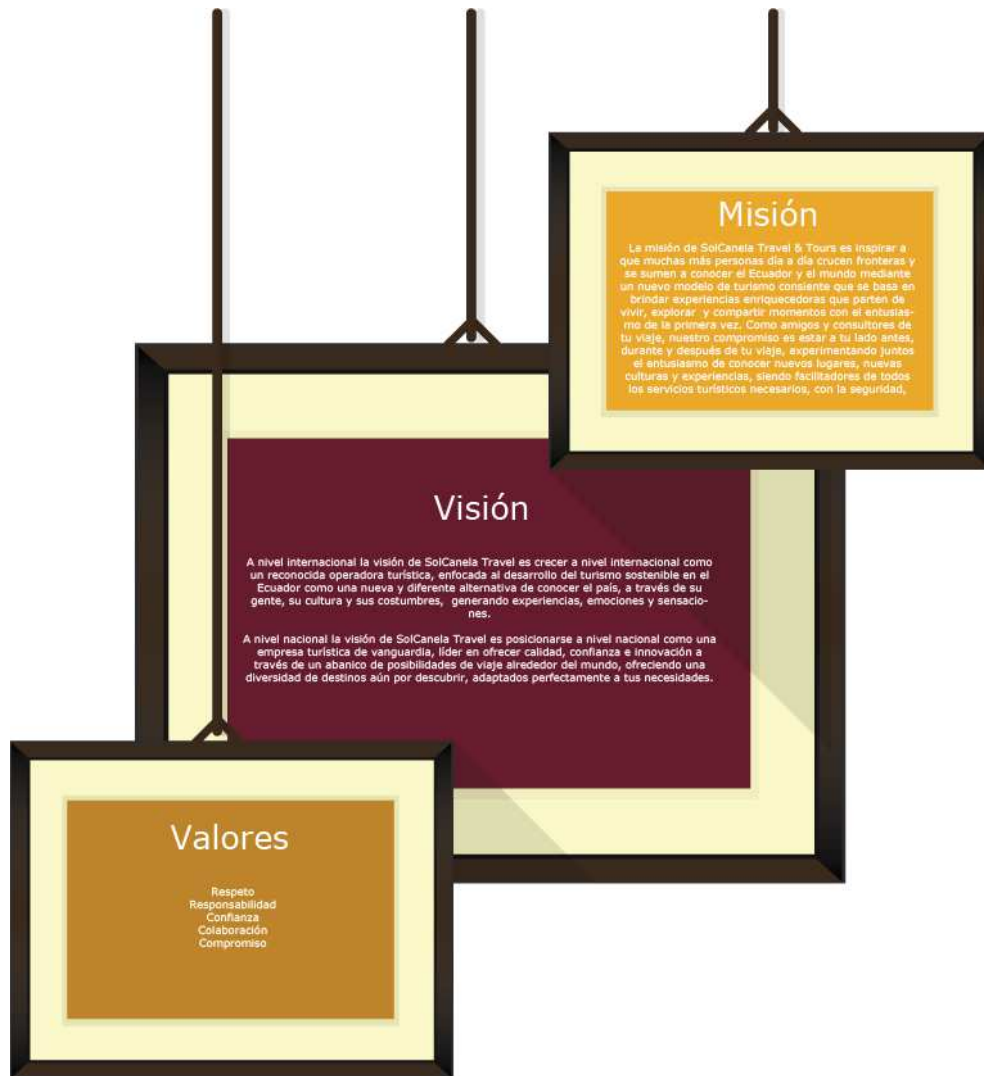 Misión
La misión de SolCanela Travel & Tours es inspirar a
que muchas más personas día a día crucen fronteras y
se sumen a conocer el Ecuador y el mundo mediante
un nuevo modelo de turismo consiente que se basa en
brindar experiencias enriquecedoras que parten de
vivir, explorar y compartir momentos con el entusias-
mo de la primera vez. Como amigos y consultores de
tu viaje, nuestro compromiso es estar a tu lado antes,
durante y después de tu viaje, experimentando juntos
el entusiasmo de conocer nuevos lugares, nuevas
culturas y experiencias, siendo facilitadores de todos
los servicios turísticos necesarios, con la seguridad,
Visión
A nivel internacional la visión de SolCanela Travel es crecer a nivel internacional como
un reconocida operadora turística, enfocada al desarrollo del turismo sostenible en el
Ecuador como una nueva y diferente alternativa de conocer el país, a través de su
gente, su cultura y sus costumbres, generando experiencias, emociones y sensacio-
nes.
A nivel nacional la visión de SolCanela Travel es posicionarse a nivel nacional como una
empresa turística de vanguardia, líder en ofrecer calidad, confianza e innovación a
través de un abanico de posibilidades de viaje alrededor del mundo, ofreciendo una
diversidad de destinos aún por descubrir, adaptados perfectamente a tus necesidades.
Valores
Respeto
Responsabilidad
Confianza
Colaboración
Compromiso